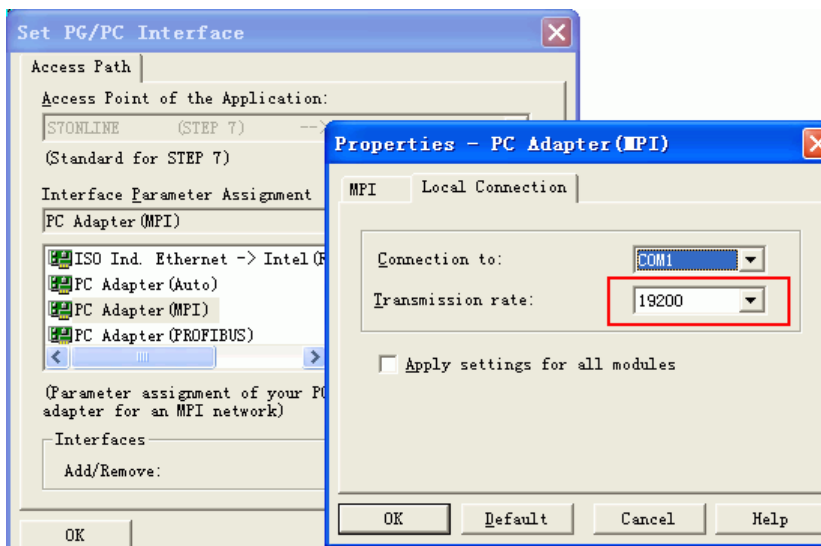 Set PG/PC Interface
Access Path
Access Point of the Application:
S7ONLINE (STEP 7) -->
(Standard for STEP 7)
Interface Parameter Assignment
PC Adapter(MPI)
ISO Ind. Ethernet -> Intel(
PC Adapter(Auto)
PC Adapter(MPI)
PC Adapter(PROFIBUS)
(Parameter assignment of your
adapter for an MPI network)
Interfaces
Add/Remove:
OK
Properties - PC Adapter(MPI)
MPI
Local Connection
Connection to:
COM1
Transmission rate:
19200
Apply settings for all modules
OK
Default
Cancel
Help